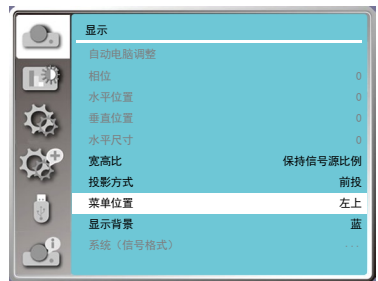 显示
自动电脑调整
相位 0
水平位置 0
垂直位置 0
水平尺寸 0
宽高比 保持信号源比例
投影方式 前投
菜单位置 左上
显示背景 蓝
系统（信号格式） ---